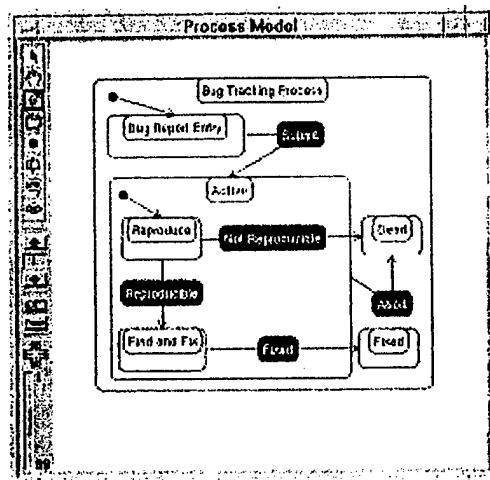 Process Model
Bug Tracking Process
Bug Report Entry
Submit
Active
Reproduce
Not Reproducible
Dead
Reproducible
Find and Fix
Fixed
Fixed